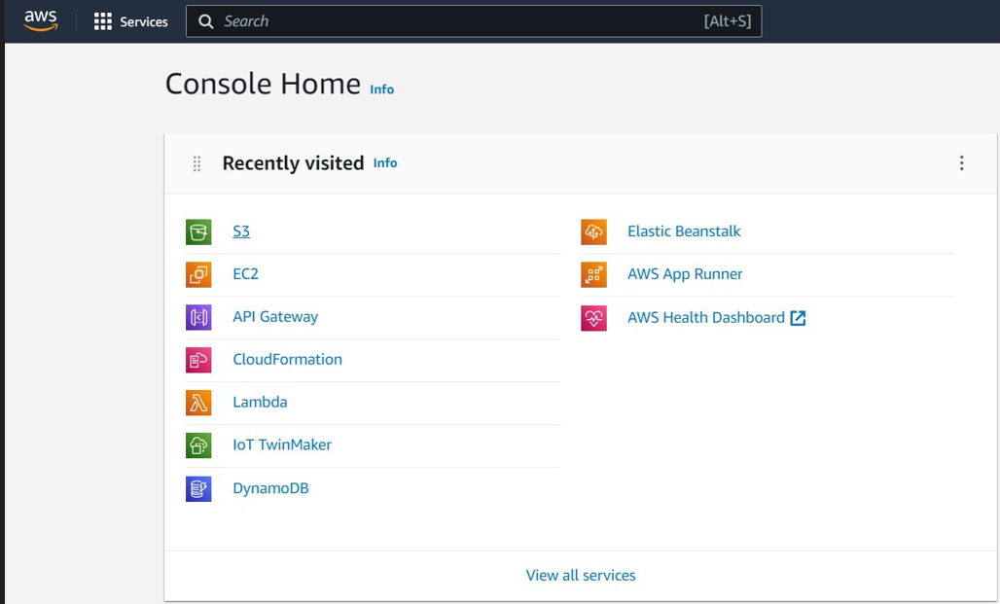 aws Services Search [Alt+S]
Console Home Info
Recently visited Info
S3
EC2
API Gateway
CloudFormation
Lambda
IoT TwinMaker
DynamoDB
Elastic Beanstalk
AWS App Runner
AWS Health Dashboard
View all services